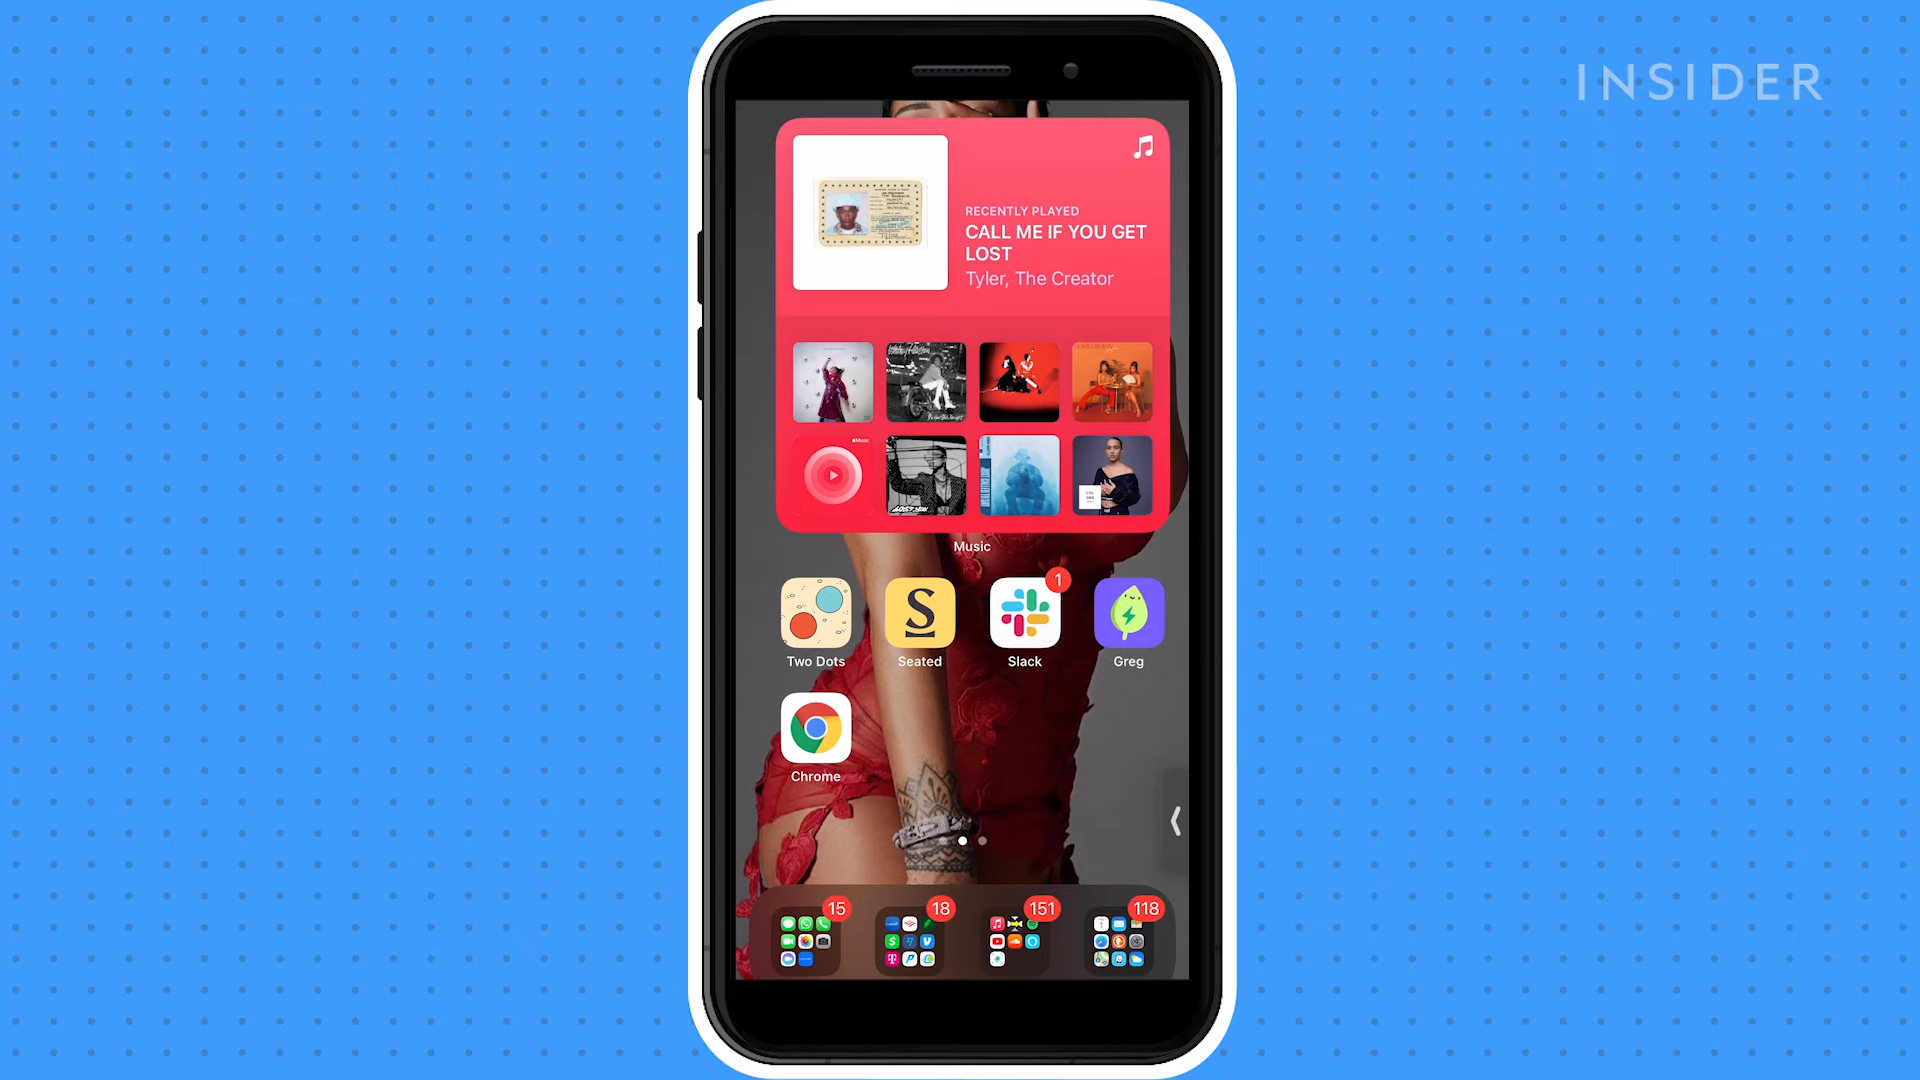 INSIDER
RECENTLY PLAYED
CALL ME IF YOU GET
LOST
Tyler, The Creator
Music
1
Two Dots
Seated
Slack
Greg
Chrome
15
18
151
118